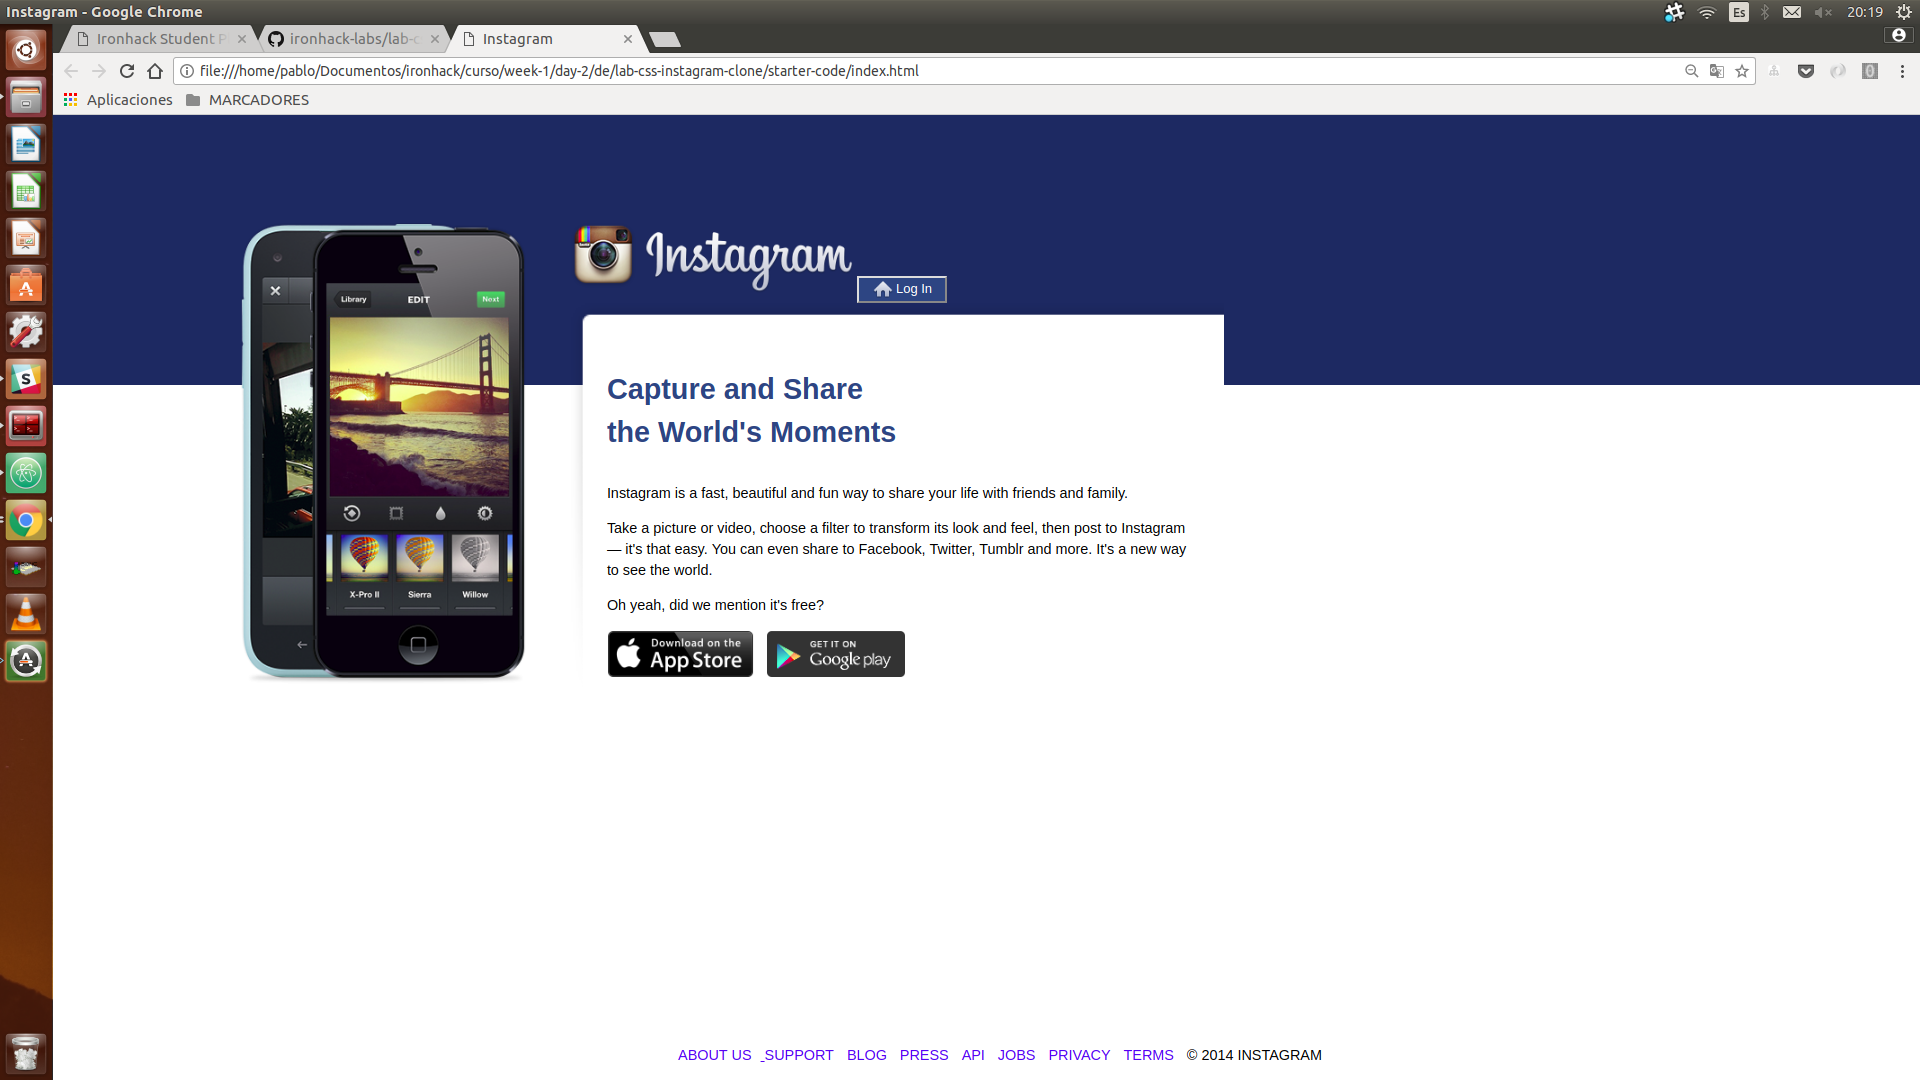 Instagram - Google Chrome
Es
20:19
Ironhack Student P
ironhack-labs/lab-c
Instagram
file:///home/pablo/Documentos/ironhack/curso/week-1/day-2/de/lab-css-instagram-clone/starter-code/index.html
Aplicaciones
MARCADORES
Instagram
Log In
Library
EDIT
Next
X-Pro II
Sierra
Willow
Capture and Share
the World's Moments
Instagram is a fast, beautiful and fun way to share your life with friends and family.
Take a picture or video, choose a filter to transform its look and feel, then post to Instagram
— it's that easy. You can even share to Facebook, Twitter, Tumblr and more. It's a new way
to see the world.
Oh yeah, did we mention it's free?
Download on the
App Store
GET IT ON
Google play
ABOUT US SUPPORT BLOG PRESS API JOBS PRIVACY TERMS © 2014 INSTAGRAM